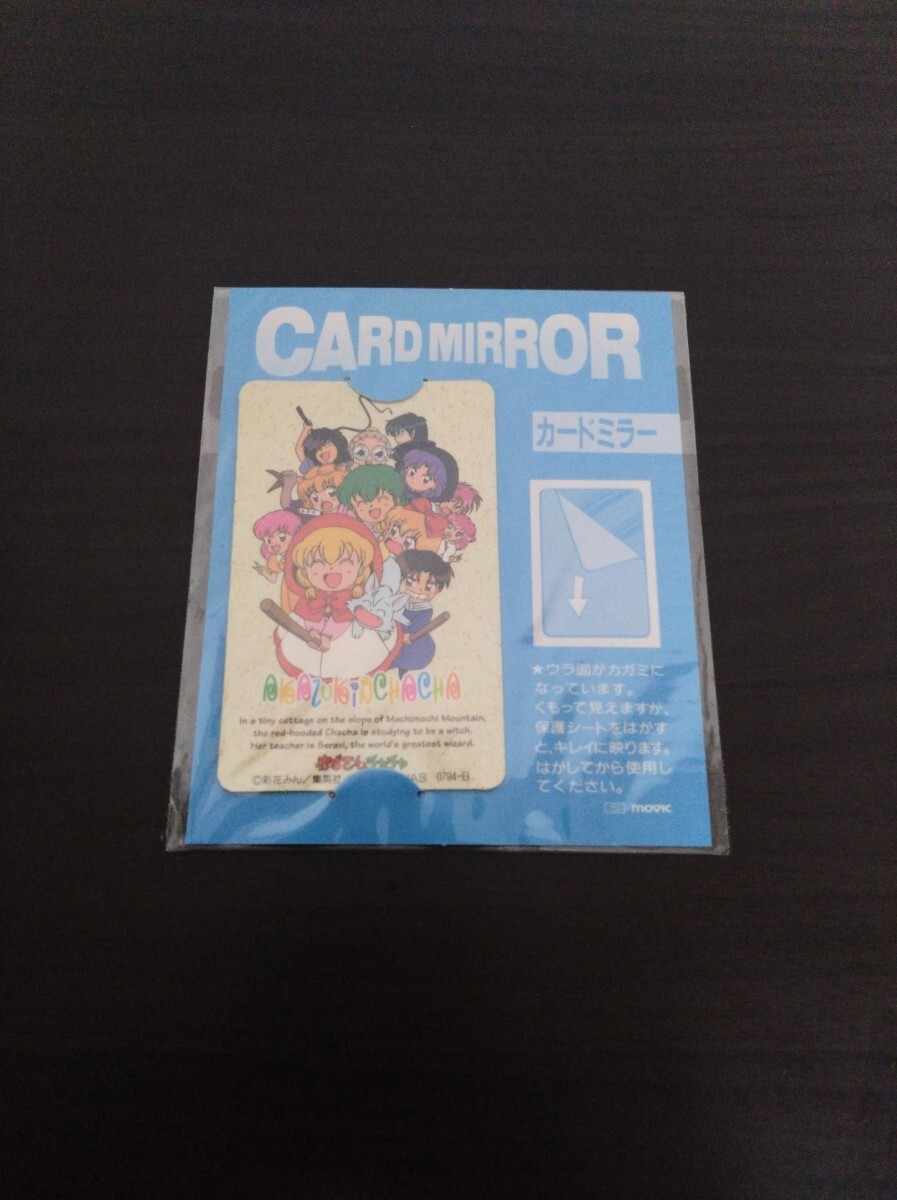 CARD MIRROR
カードミラー
AKAZUKIN CHACHA
In a tiny cottage on the slope of Mochimochi Mountain,
the red-hooded Chacha is studying to be a witch.
Her teacher is Seravi, the world's greatest wizard.
赤ずきんチャチャ
©彩花みん／集英社 NAS 0794-B
★ウラ面がカガミに
なっています。
くもって見えますが、
保護シートをはがす
と、キレイに映ります。
はがしてから使用し
てください。
movic